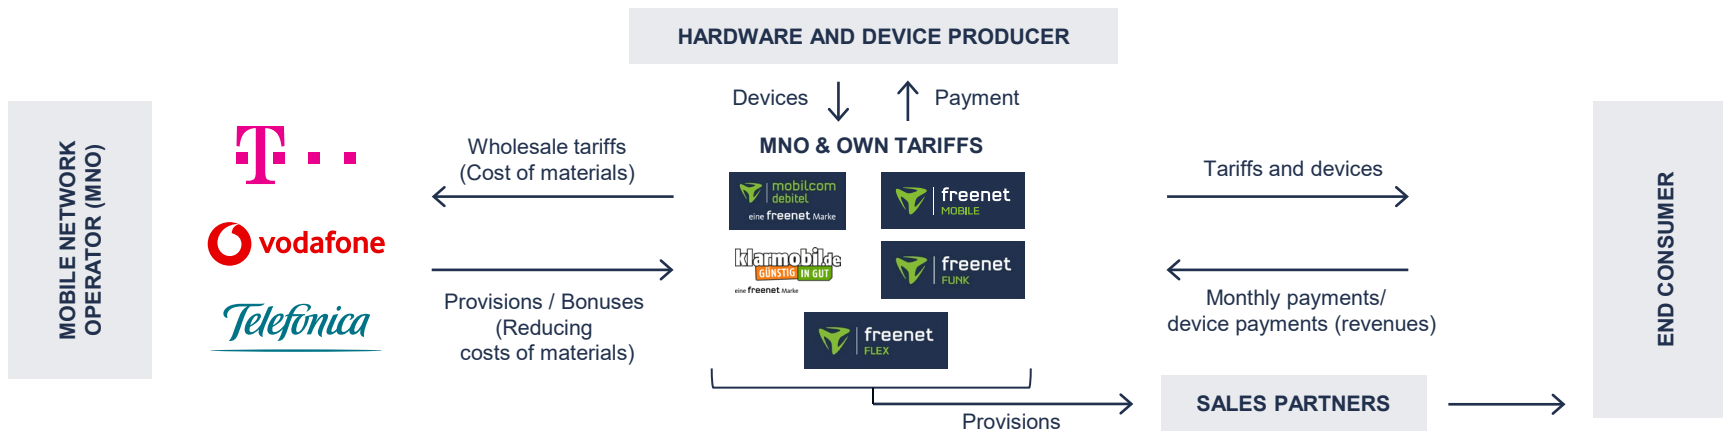 HARDWARE AND DEVICE PRODUCER
Devices
Payment
MOBILE NETWORK
OPERATOR (MNO)
T
vodafone
Telefónica
Wholesale tariffs
(Cost of materials)
Provisions / Bonuses
(Reducing
costs of materials)
MNO & OWN TARIFFS
mobilcom
debitel
eine freenet Marke
freenet
MOBILE
klarmobil.de
GÜNSTIG IN GUT
eine freenet Marke
freenet
FUNK
freenet
FLEX
Tariffs and devices
Monthly payments/
device payments (revenues)
Provisions
SALES PARTNERS
END CONSUMER